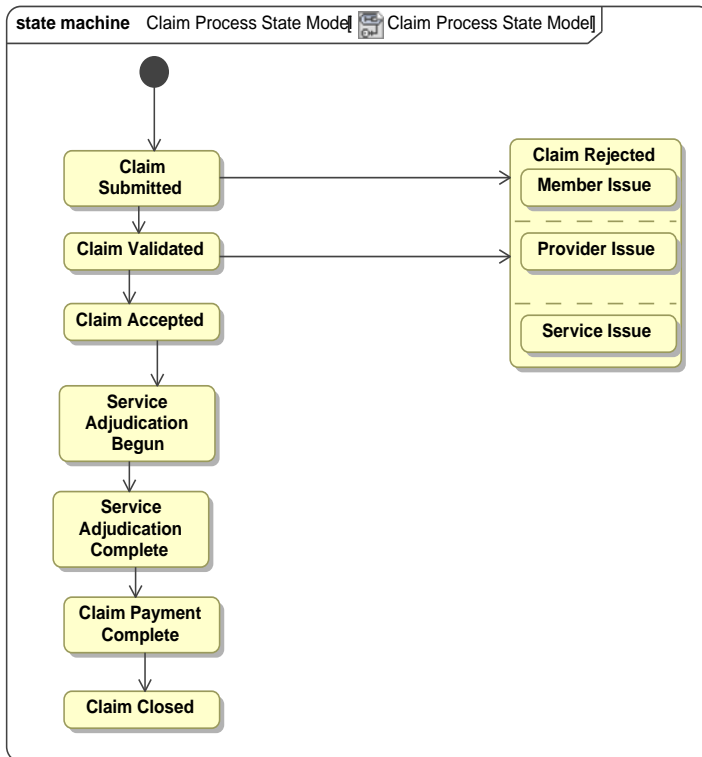 state machine Claim Process State Model[ Claim Process State Model]
Claim
Submitted
Claim Rejected
Member Issue
Claim Validated
Provider Issue
Claim Accepted
Service Issue
Service
Adjudication
Begun
Service
Adjudication
Complete
Claim Payment
Complete
Claim Closed